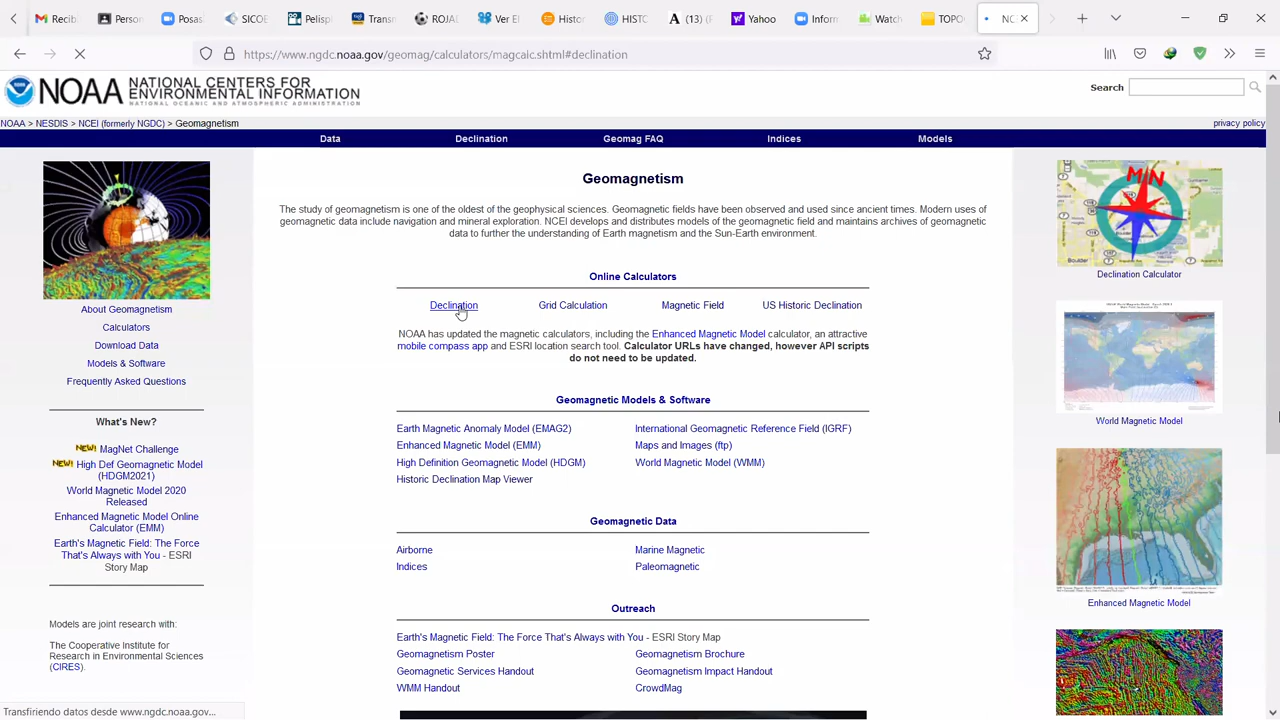 Recib
Person
Posas
SICOE
Pelisp
Transn
ROJAL
Ver El
Histor
HISTC
(13) (
Yahoo
Inform
Watch
TOPO
NCE
https://www.ngdc.noaa.gov/geomag/calculators/magcalc.shtml#declination
NOAA
NATIONAL CENTERS FOR
ENVIRONMENTAL INFORMATION
NATIONAL OCEANIC AND ATMOSPHERIC ADMINISTRATION
Search
NOAA > NESDIS > NCEI (formerly NGDC) > Geomagnetism
privacy policy
Data
Declination
Geomag FAQ
Indices
Models
About Geomagnetism
Calculators
Download Data
Models & Software
Frequently Asked Questions
What's New?
NEW! MagNet Challenge
NEW! High Def Geomagnetic Model
(HDGM2021)
World Magnetic Model 2020
Released
Enhanced Magnetic Model Online
Calculator (EMM)
Earth's Magnetic Field: The Force
That's Always with You - ESRI
Story Map
Models are joint research with:
The Cooperative Institute for
Research in Environmental Sciences
(CIRES).
Geomagnetism
The study of geomagnetism is one of the oldest of the geophysical sciences. Geomagnetic fields have been observed and used since ancient times. Modern uses of
geomagnetic data include navigation and mineral exploration. NCEI develops and distributes models of the geomagnetic field and maintains archives of geomagnetic
data to further the understanding of Earth magnetism and the Sun-Earth environment.
Online Calculators
Declination
Grid Calculation
Magnetic Field
US Historic Declination
NOAA has updated the magnetic calculators, including the Enhanced Magnetic Model calculator, an attractive
mobile compass app and ESRI location search tool. Calculator URLs have changed, however API scripts
do not need to be updated.
Geomagnetic Models & Software
Earth Magnetic Anomaly Model (EMAG2)
International Geomagnetic Reference Field (IGRF)
Enhanced Magnetic Model (EMM)
Maps and Images (ftp)
High Definition Geomagnetic Model (HDGM)
World Magnetic Model (WMM)
Historic Declination Map Viewer
Geomagnetic Data
Airborne
Marine Magnetic
Indices
Paleomagnetic
Outreach
Earth's Magnetic Field: The Force That's Always with You - ESRI Story Map
Geomagnetism Poster
Geomagnetism Brochure
Geomagnetic Services Handout
Geomagnetism Impact Handout
WMM Handout
CrowdMag
MN
Boulder
Declination Calculator
World Magnetic Model
Enhanced Magnetic Model
Transfiriendo datos desde www.ngdc.noaa.gov...